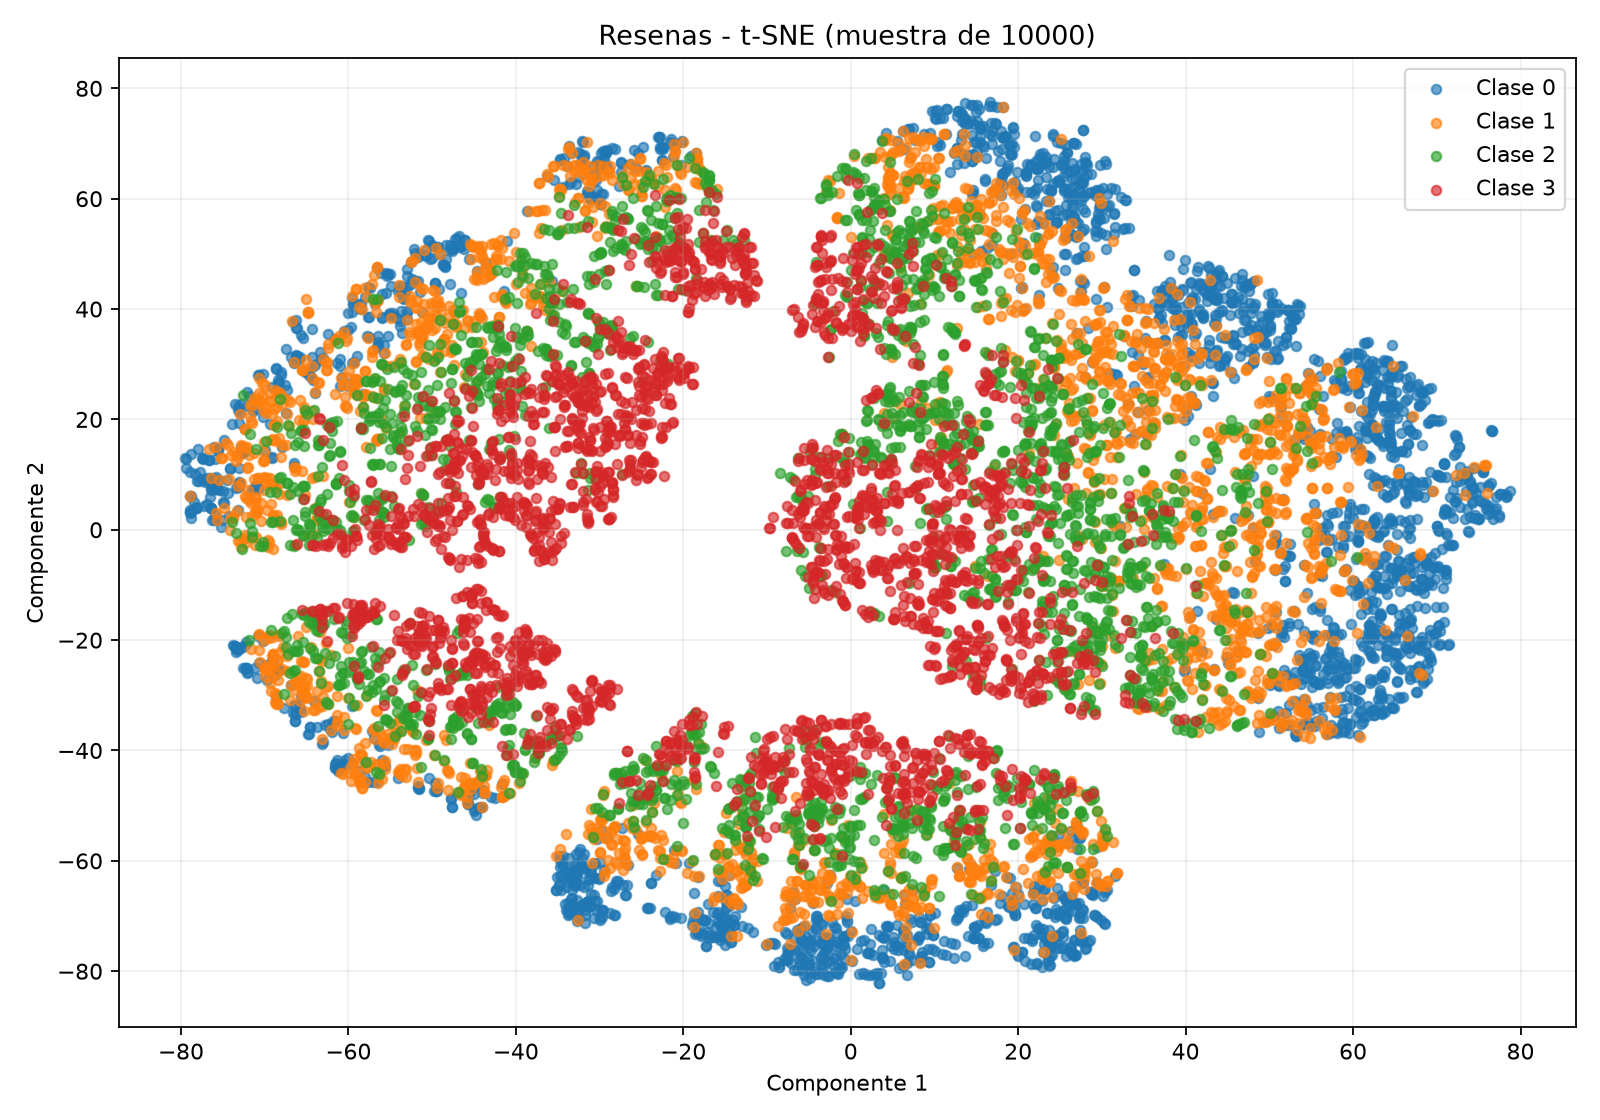 Resenas - t-SNE (muestra de 10000)
Clase 0
Clase 1
Clase 2
Clase 3
Componente 2
80
60
40
20
0
−20
−40
−60
−80
−80 −60 −40 −20 0 20 40 60 80
Componente 1